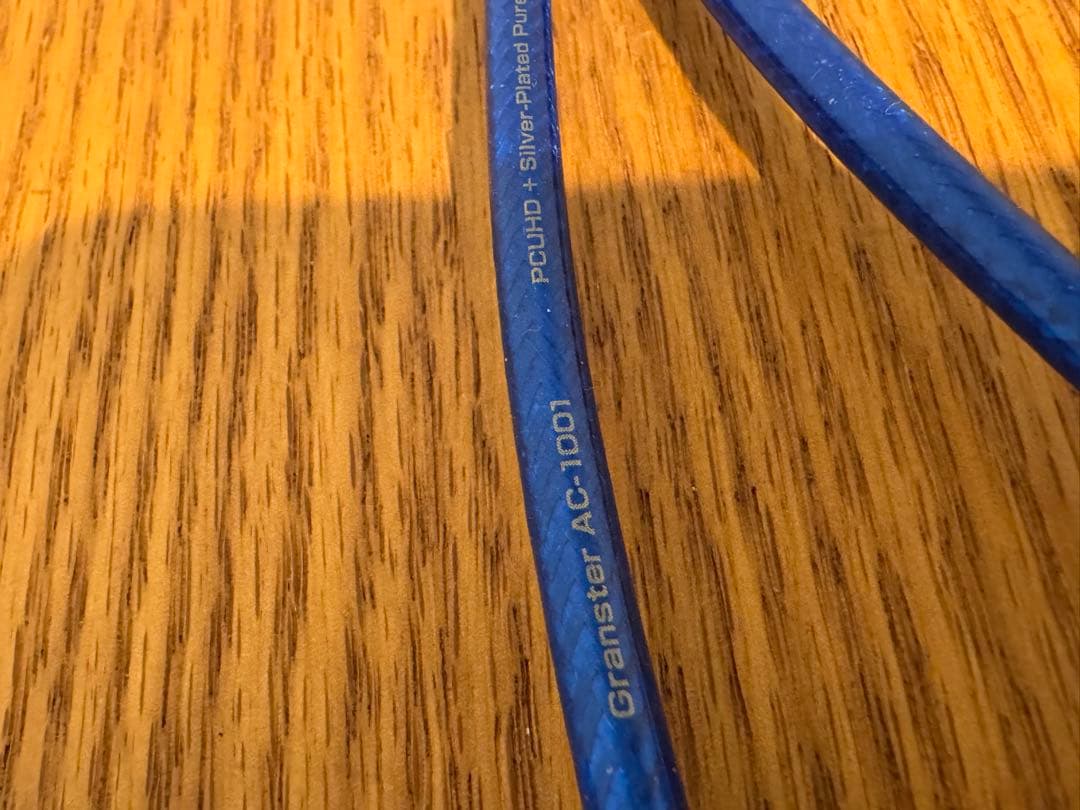 Granster AC-1001
PCUHD + Silver-Plated Pure